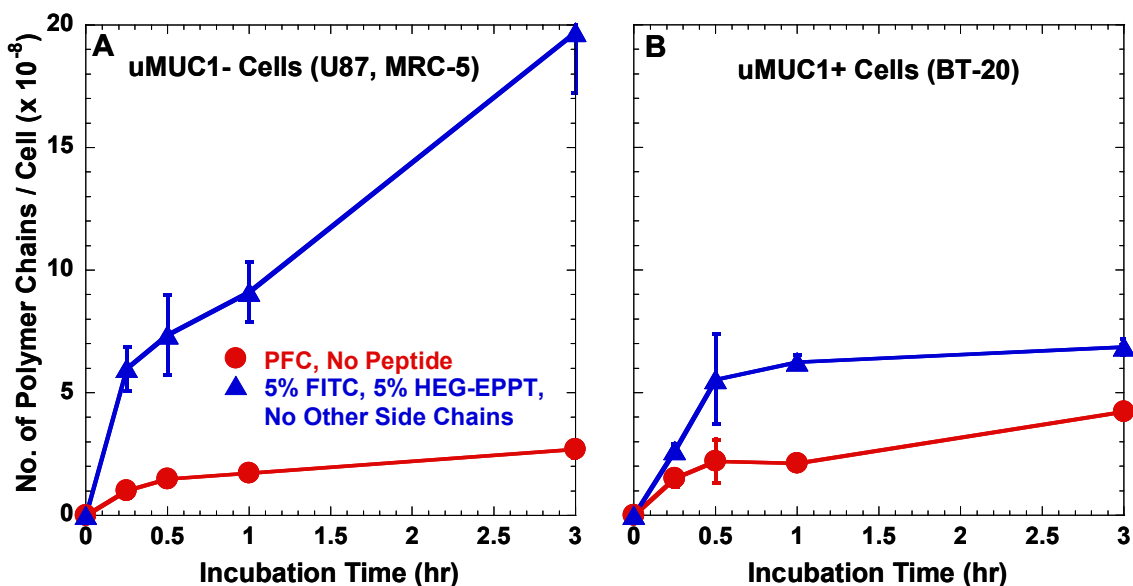 A
uMUC1- Cells (U87, MRC-5)
B
uMUC1+ Cells (BT-20)
No. of Polymer Chains / Cell (x 10^-8)
20
15
10
5
0
PFC, No Peptide
5% FITC, 5% HEG-EPPT,
No Other Side Chains
0 0.5 1 1.5 2 2.5 3
0 0.5 1 1.5 2 2.5 3
Incubation Time (hr)
Incubation Time (hr)